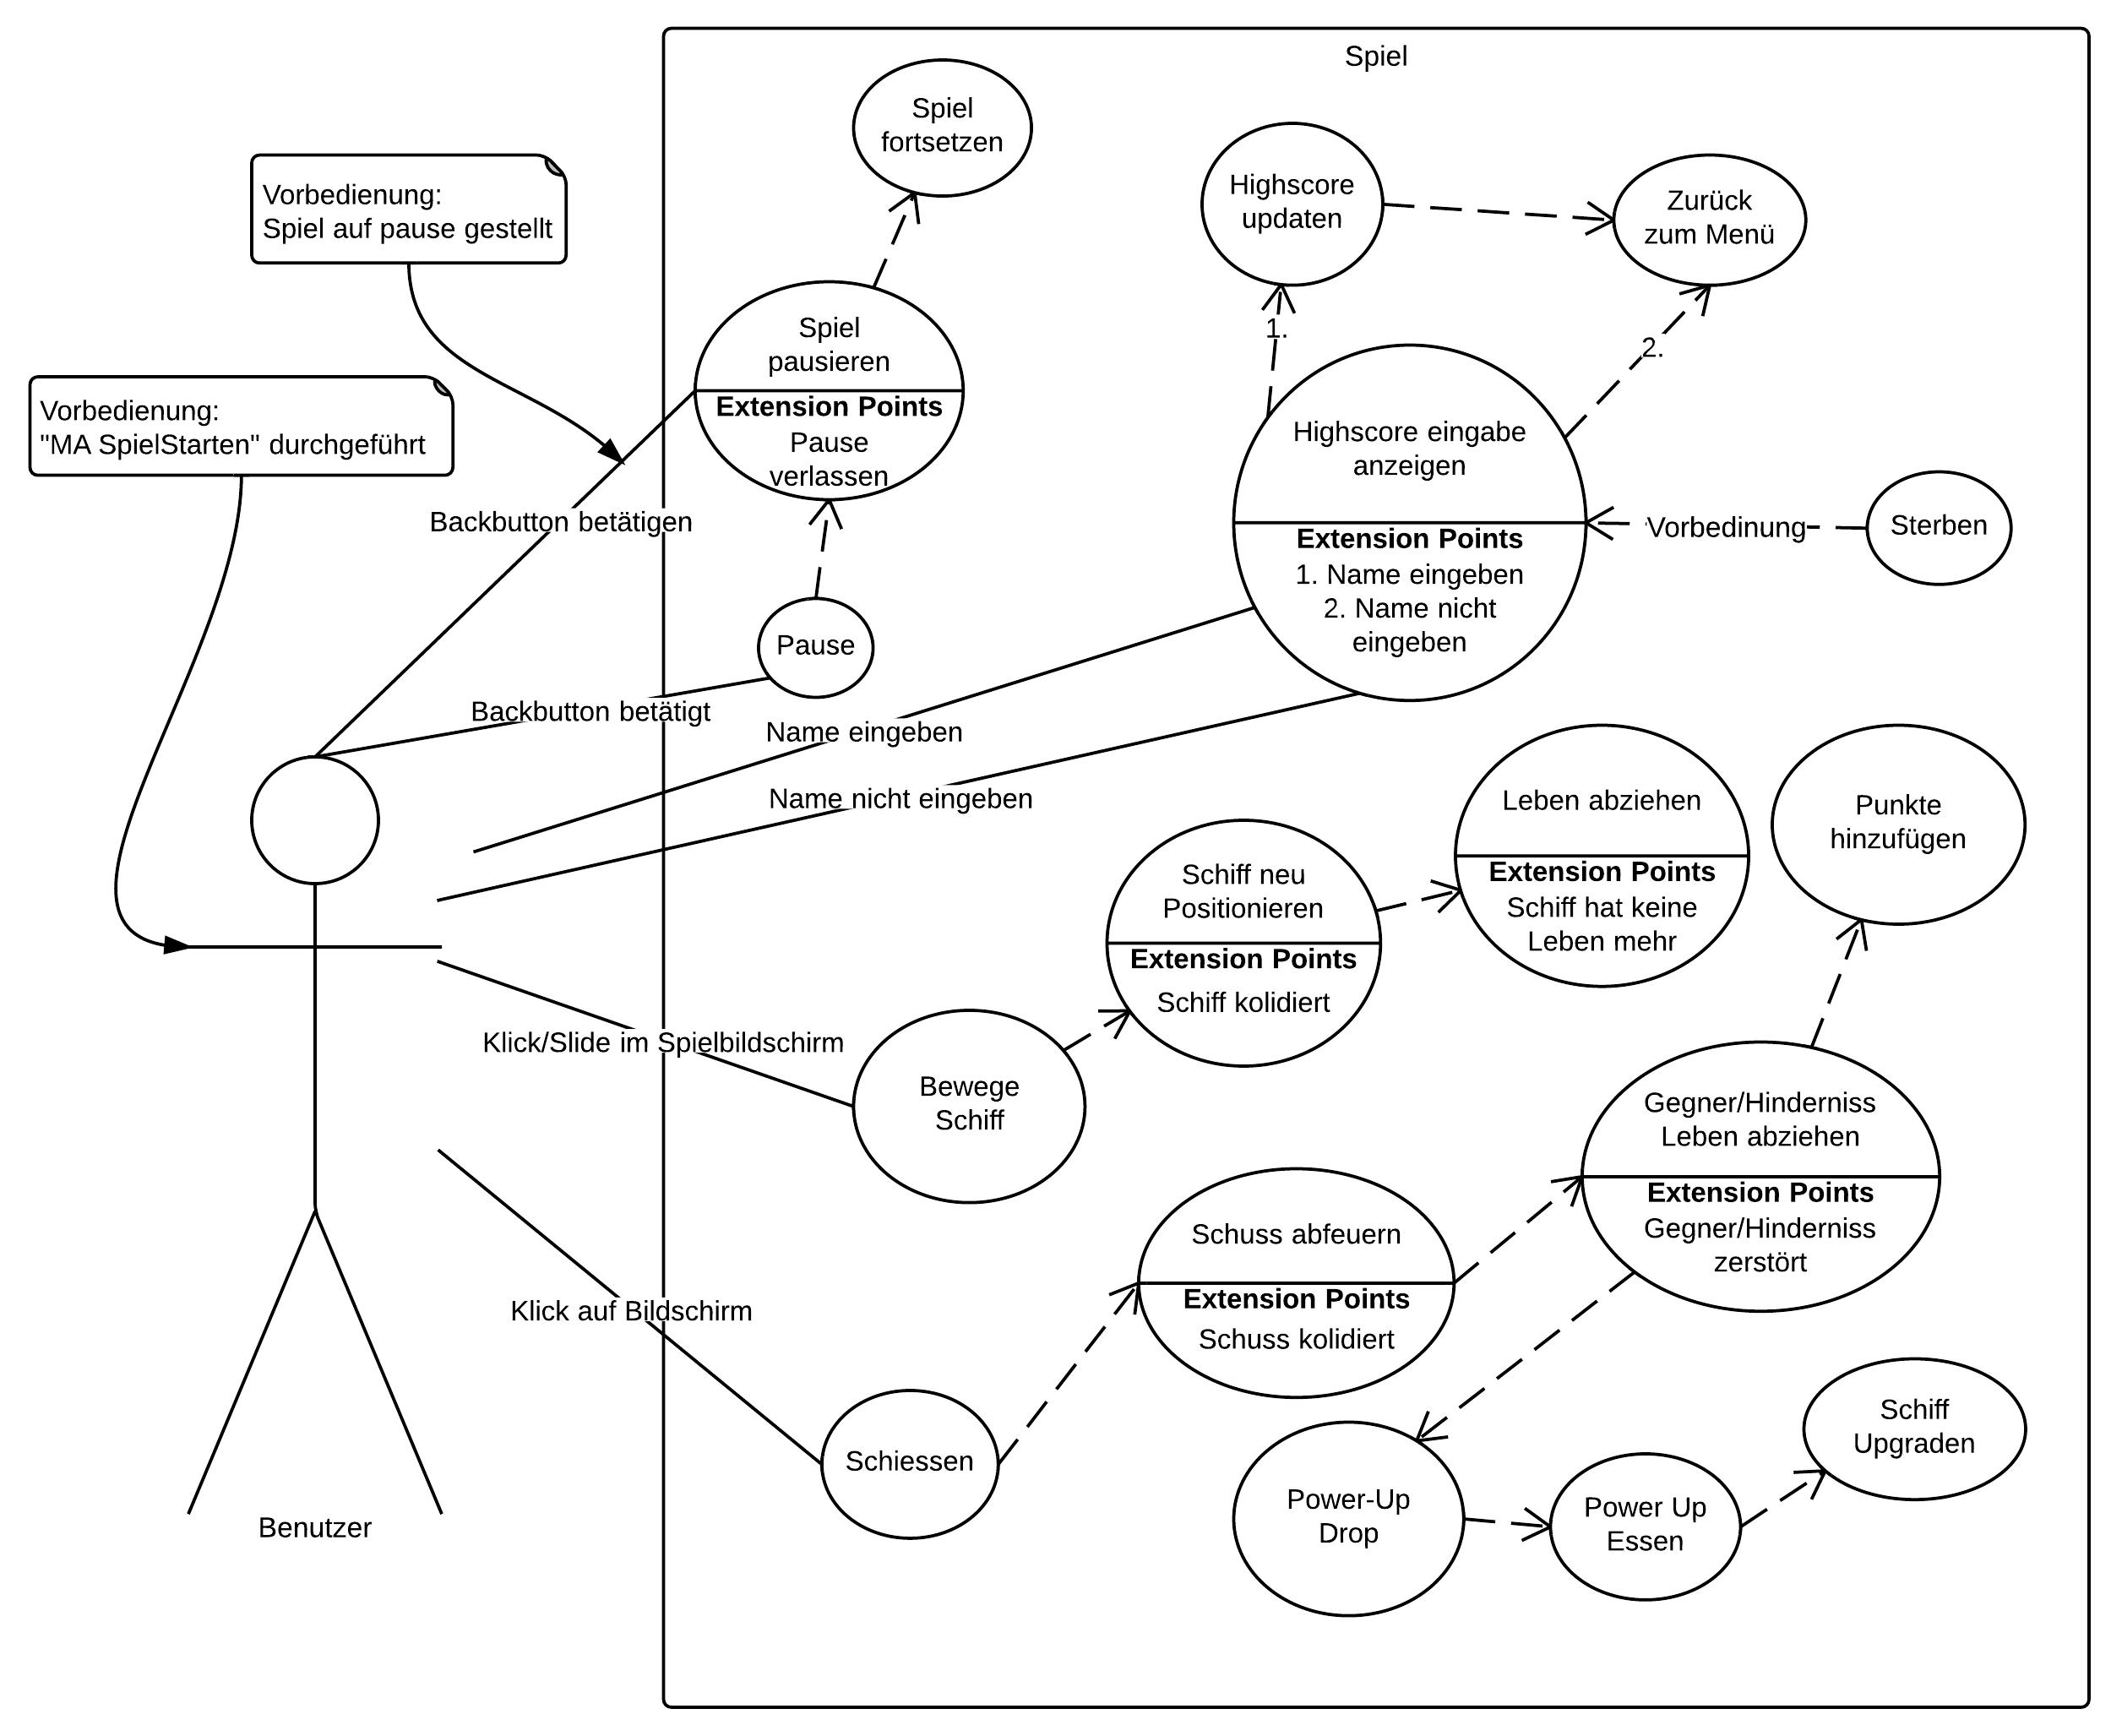 Spiel
Spiel
fortsetzen
Vorbedienung:
Spiel auf pause gestellt
Highscore
updaten
Zurück
zum Menü
1.
2.
Spiel
pausieren
Extension Points
Pause
verlassen
Vorbedienung:
"MA SpielStarten" durchgeführt
Highscore eingabe
anzeigen
Extension Points
1. Name eingeben
2. Name nicht
eingeben
Vorbedinung
Sterben
Backbutton betätigen
Pause
Backbutton betätigt
Name eingeben
Name nicht eingeben
Leben abziehen
Extension Points
Schiff hat keine
Leben mehr
Punkte
hinzufügen
Schiff neu
Positionieren
Extension Points
Schiff kolidiert
Klick/Slide im Spielbildschirm
Bewege
Schiff
Gegner/Hinderniss
Leben abziehen
Extension Points
Gegner/Hinderniss
zerstört
Schuss abfeuern
Extension Points
Schuss kolidiert
Klick auf Bildschirm
Schiessen
Schiff
Upgraden
Power-Up
Drop
Power Up
Essen
Benutzer